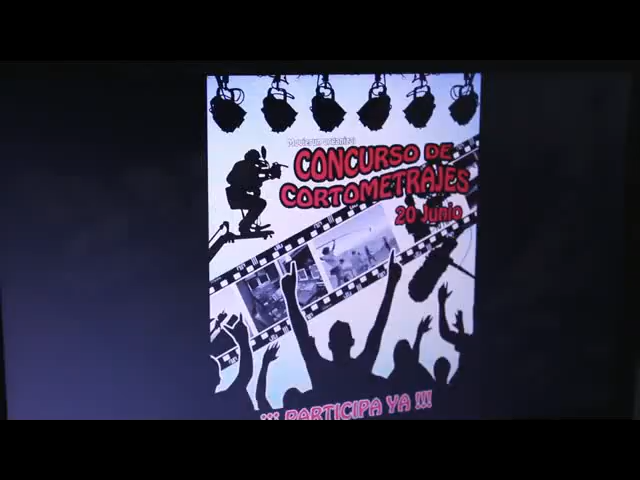 CONCURSO DE
CORTOMETRAJES
20 Junio
¡¡¡ PARTICIPA YA !!!